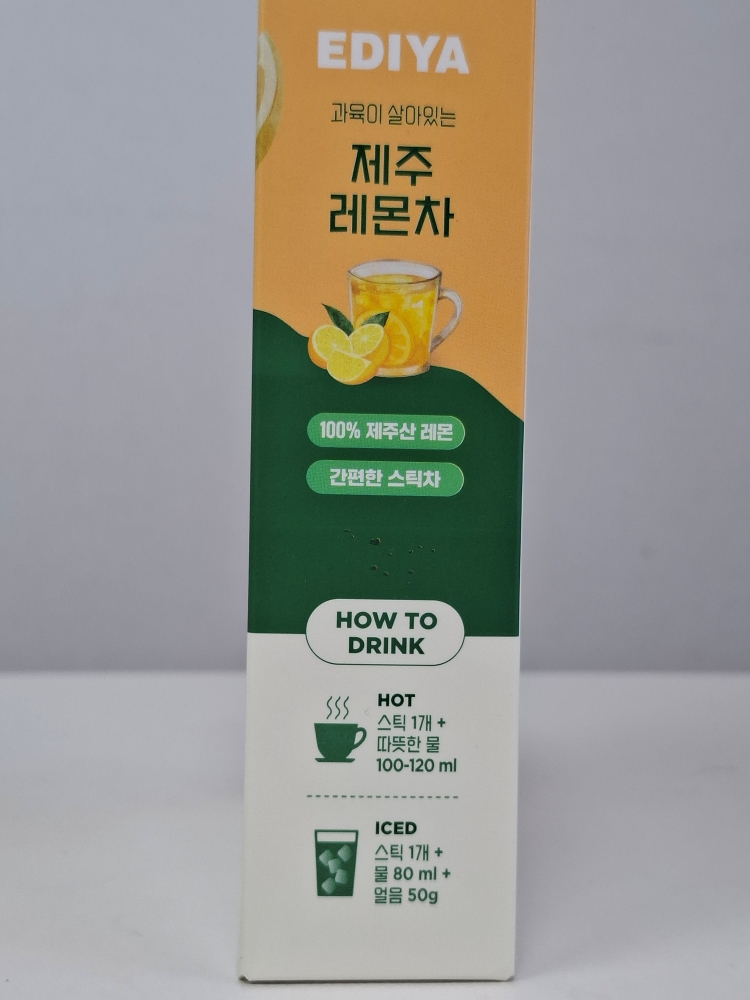 EDIYA
과육이 살아있는
제주
레몬차
100% 제주산 레몬
간편한 스틱차
HOW TO
DRINK
HOT
스틱 1개 +
따뜻한 물
100-120 ml
ICED
스틱 1개 +
물 80 ml +
얼음 50g